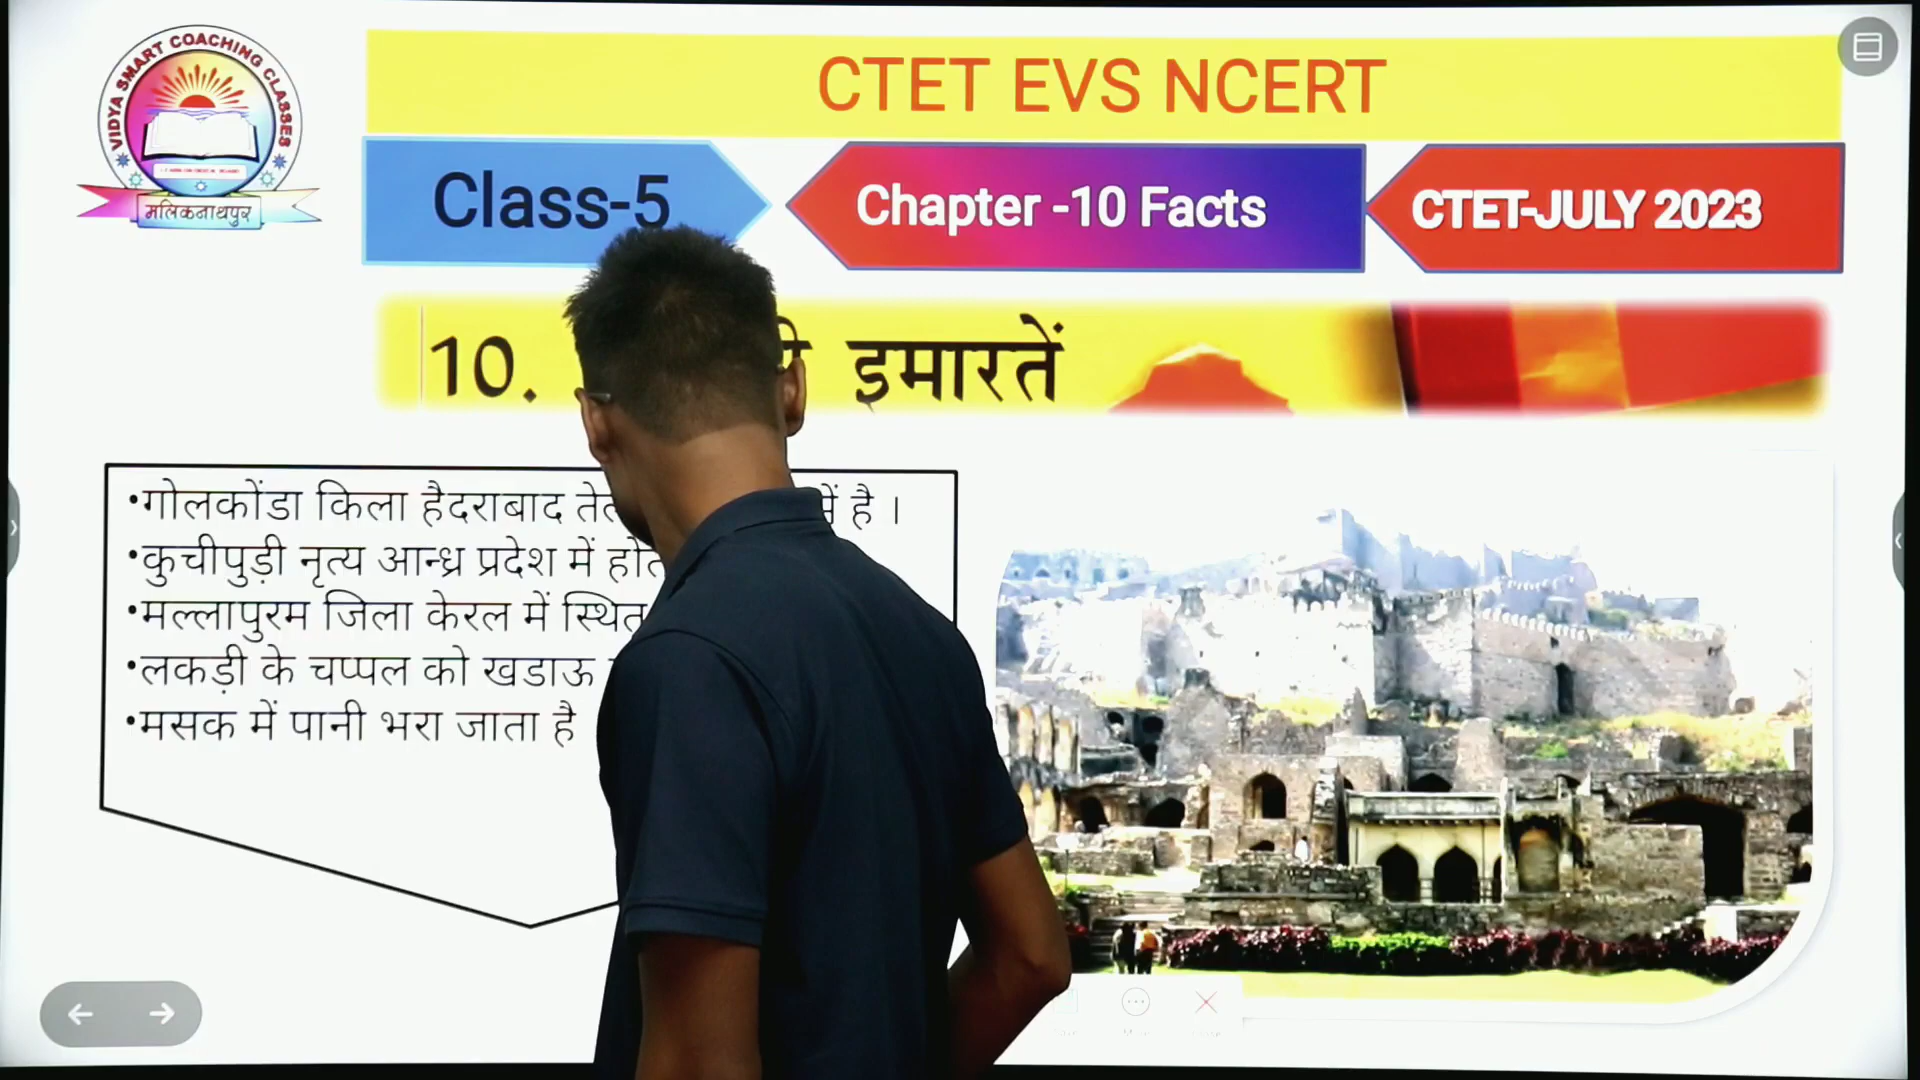 VIDYA SMART COACHING CLASSES
मलिकनाथपुर
CTET EVS NCERT
Class-5
Chapter -10 Facts
CTET-JULY 2023
10. इमारतें
•गोलकोंडा किला हैदराबाद में है ।
•कुचीपुड़ी नृत्य आन्ध्र प्रदेश में
•मल्लापुरम जिला केरल में स्थित
•लकड़ी के चप्पल को खडाऊ
•मसक में पानी भरा जाता है